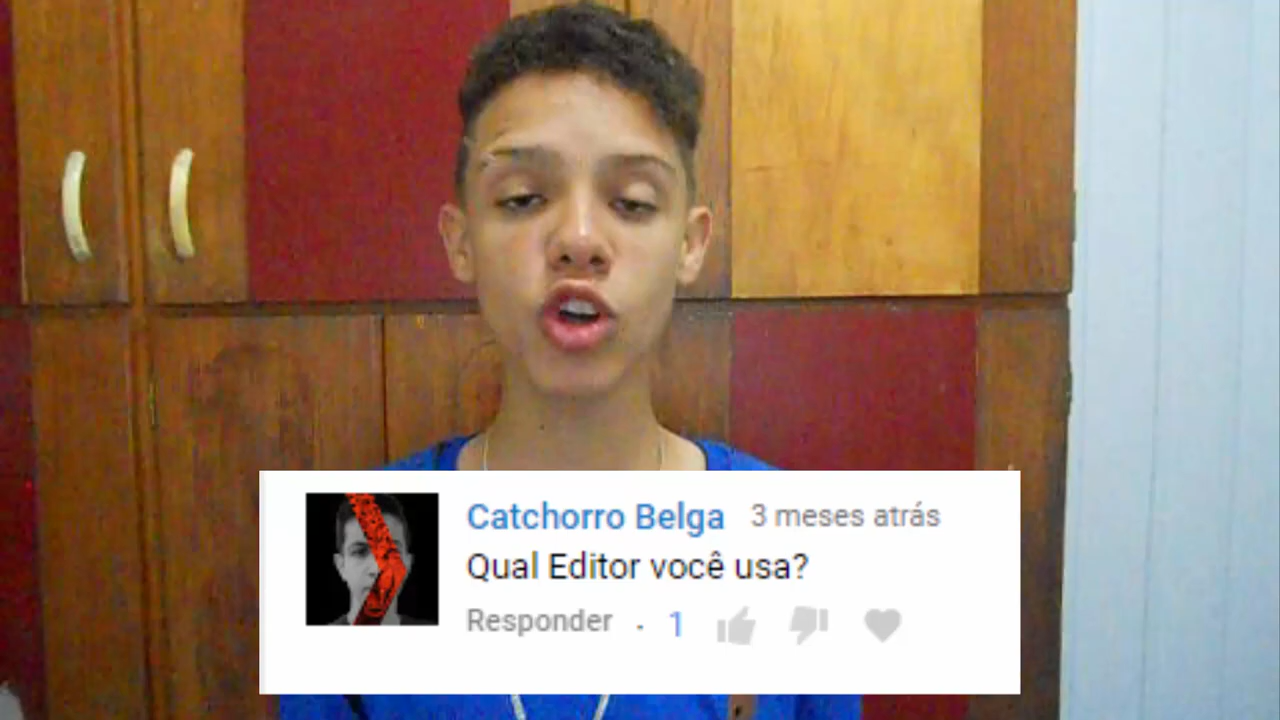 Catchorro Belga 3 meses atrás
Qual Editor você usa?
Responder . 1